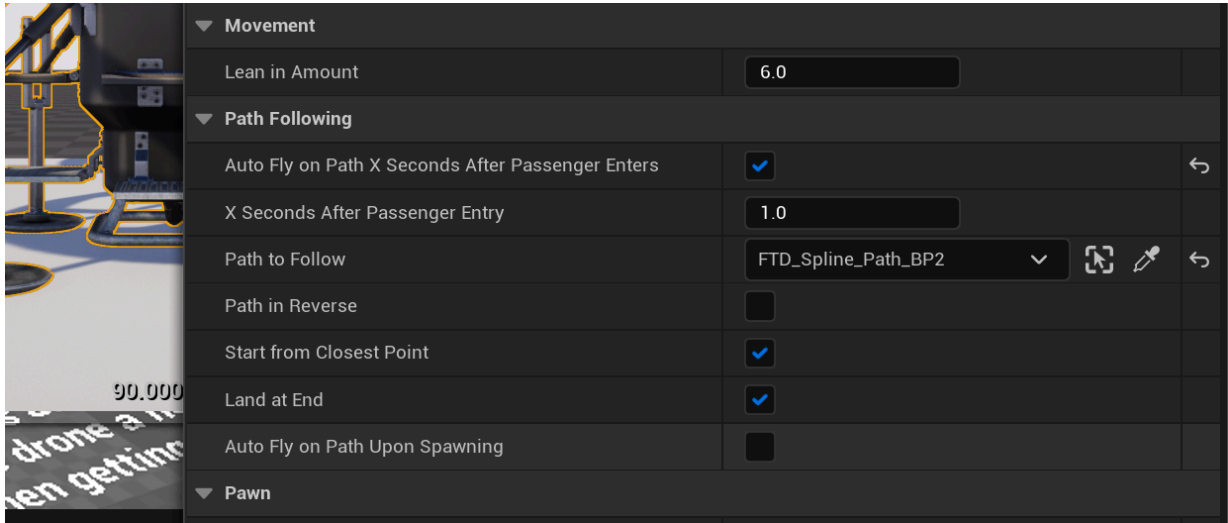 Movement
Lean in Amount
6.0
Path Following
Auto Fly on Path X Seconds After Passenger Enters
X Seconds After Passenger Entry
1.0
Path to Follow
FTD_Spline_Path_BP2
Path in Reverse
Start from Closest Point
Land at End
Auto Fly on Path Upon Spawning
Pawn
90.000
drone a
getting